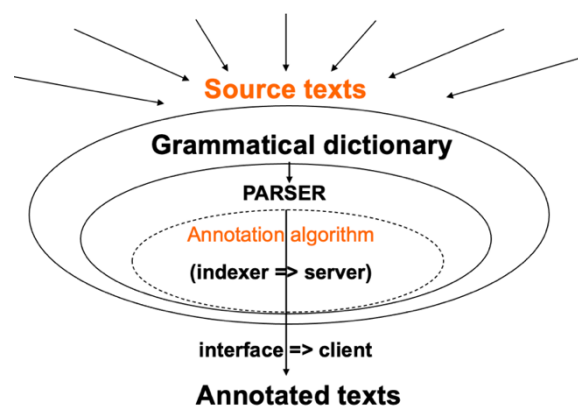 Source texts
Grammatical dictionary
PARSER
Annotation algorithm
(indexer => server)
interface => client
Annotated texts